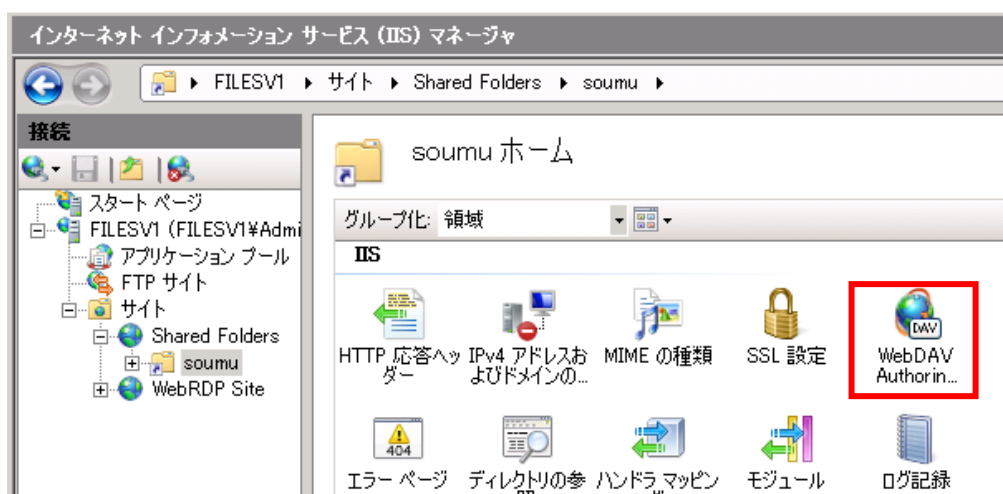 インターネット インフォメーション サービス (IIS) マネージャ
FILESV1 サイト Shared Folders soumu
接続
スタート ページ
FILESV1 (FILESV1¥Admi
アプリケーション プール
FTP サイト
サイト
Shared Folders
soumu
WebRDP Site
soumu ホーム
グループ化: 領域
IIS
HTTP 応答ヘッ
ダー
IPv4 アドレスお
よびドメインの...
MIME の種類
SSL 設定
DAV
WebDAV
Authorin...
404
エラー ページ
ディレクトリの参
ハンドラ マッピン
モジュール
ログ記録